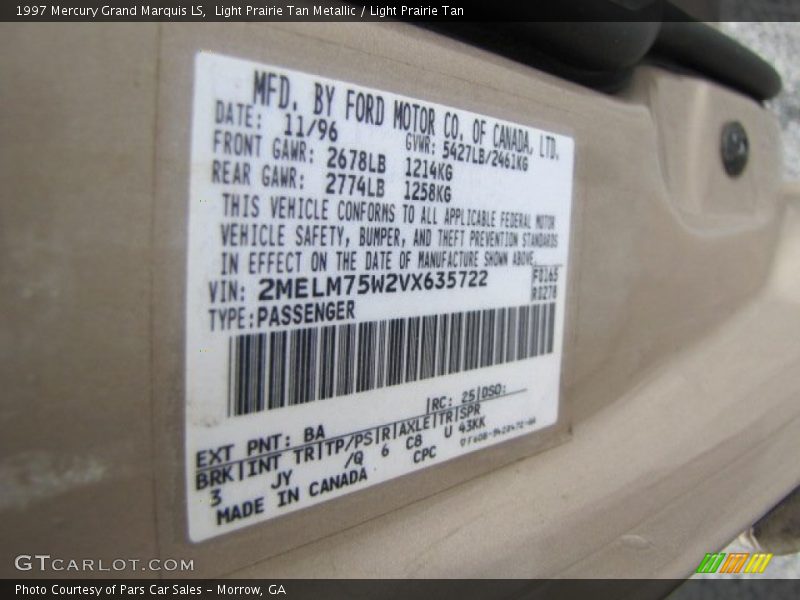 1997 Mercury Grand Marquis LS, Light Prairie Tan Metallic / Light Prairie Tan
MFD. BY FORD MOTOR CO. OF CANADA, LTD.
DATE: 11/96 GVWR: 5427LB/2461KG
FRONT GAWR: 2678LB 1214KG
REAR GAWR: 2774LB 1258KG
THIS VEHICLE CONFORMS TO ALL APPLICABLE FEDERAL MOTOR
VEHICLE SAFETY, BUMPER, AND THEFT PREVENTION STANDARDS
IN EFFECT ON THE DATE OF MANUFACTURE SHOWN ABOVE.
VIN: 2MELM75W2VX635722 F0165
R0278
TYPE: PASSENGER
EXT PNT: BA RC: 25 DSO:
BRK INT TR TP/PS R AXLE TR SPR
3 JY /Q 6 C8 U 43KK
MADE IN CANADA CPC
GTCARLOT.COM
Photo Courtesy of Pars Car Sales - Morrow, GA